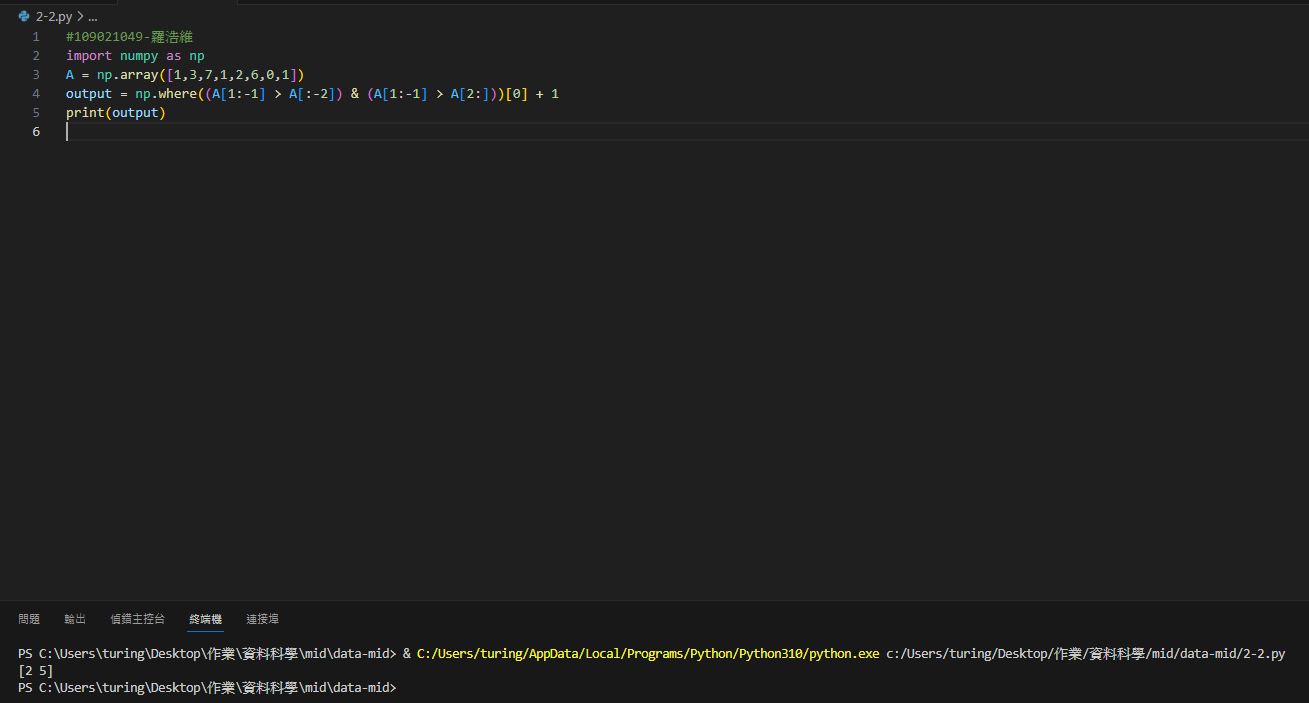 2-2.py > ...
1 #109021049-羅浩維
2 import numpy as np
3 A = np.array([1,3,7,1,2,6,0,1])
4 output = np.where((A[1:-1] > A[:-2]) & (A[1:-1] > A[2:]))[0] + 1
5 print(output)
6
問題 輸出 偵錯主控台 終端機 連接埠
PS C:\Users\turing\Desktop\作業\資料科學\mid\data-mid> & C:/Users/turing/AppData/Local/Programs/Python/Python310/python.exe c:/Users/turing/Desktop/作業/資料科學/mid/data-mid/2-2.py
[2 5]
PS C:\Users\turing\Desktop\作業\資料科學\mid\data-mid>